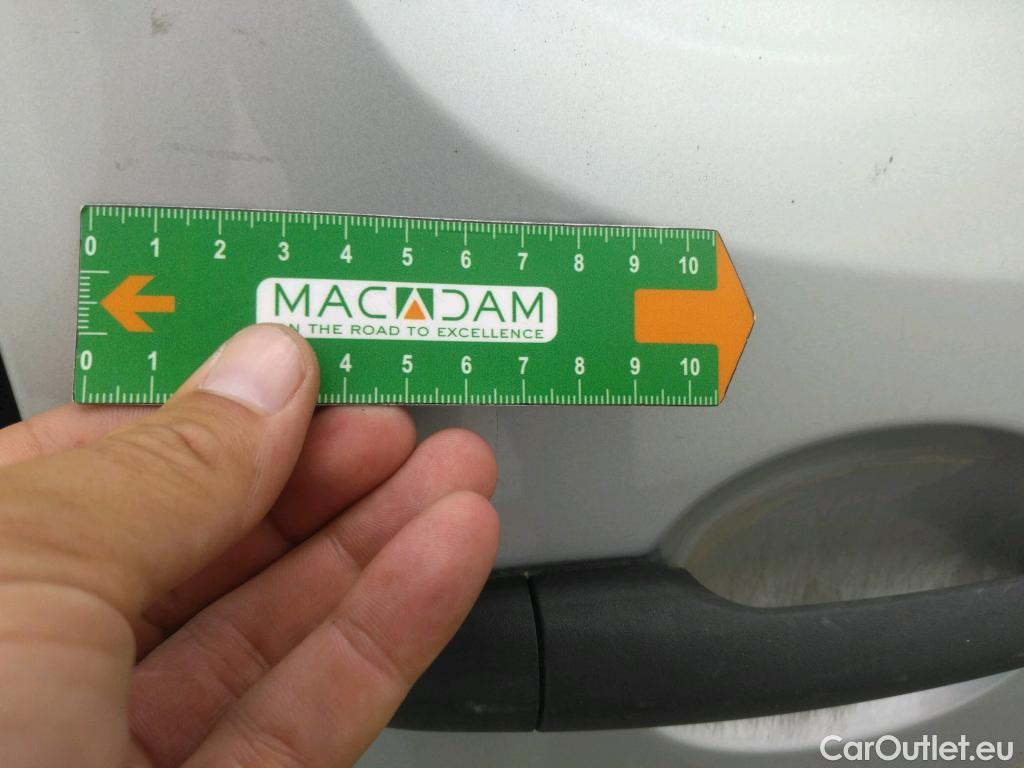 0 1 2 3 4 5 6 7 8 9 10
MACADAM
N THE ROAD TO EXCELLENCE
0 1 4 5 6 7 8 9 10
CarOutlet.eu